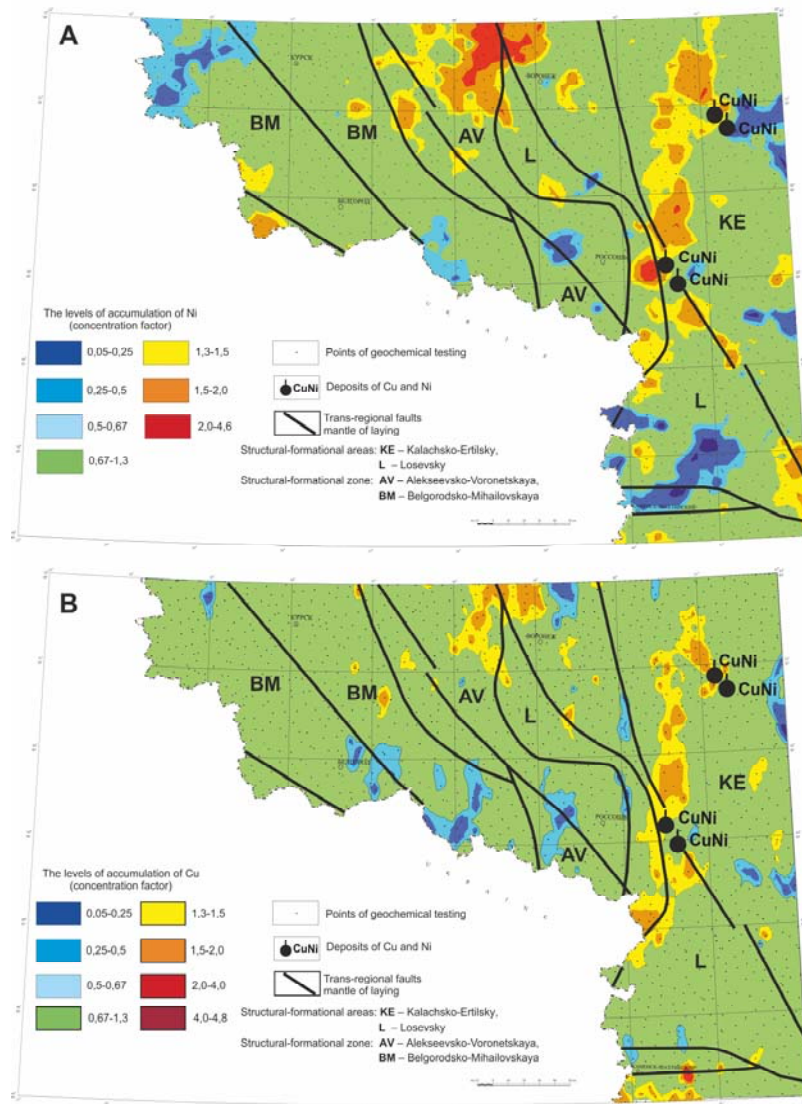 A
КУРСК
ВОРОНЕЖ
BM
BM
AV
L
CuNi
CuNi
KE
БЕЛГОРОД
РОССОШЬ
CuNi
CuNi
AV
L
The levels of accumulation of Ni
(concentration factor)
0,05-0,25
1,3-1,5
0,25-0,5
1,5-2,0
0,5-0,67
2,0-4,6
0,67-1,3
Points of geochemical testing
CuNi Deposits of Cu and Ni
Trans-regional faults
mantle of laying
Structural-formational areas: KE – Kalachsko-Ertilsky,
L – Losevsky
Structural-formational zone: AV – Alekseevsko-Voronetskaya,
BM – Belgorodsko-Mihailovskaya
B
КУРСК
ВОРОНЕЖ
BM
BM
AV
L
CuNi
CuNi
KE
БЕЛГОРОД
РОССОШЬ
CuNi
CuNi
AV
L
The levels of accumulation of Cu
(concentration factor)
0,05-0,25
1,3-1,5
0,25-0,5
1,5-2,0
0,5-0,67
2,0-4,0
0,67-1,3
4,0-4,8
Points of geochemical testing
CuNi Deposits of Cu and Ni
Trans-regional faults
mantle of laying
Structural-formational areas: KE – Kalachsko-Ertilsky,
L – Losevsky
Structural-formational zone: AV – Alekseevsko-Voronetskaya,
BM – Belgorodsko-Mihailovskaya